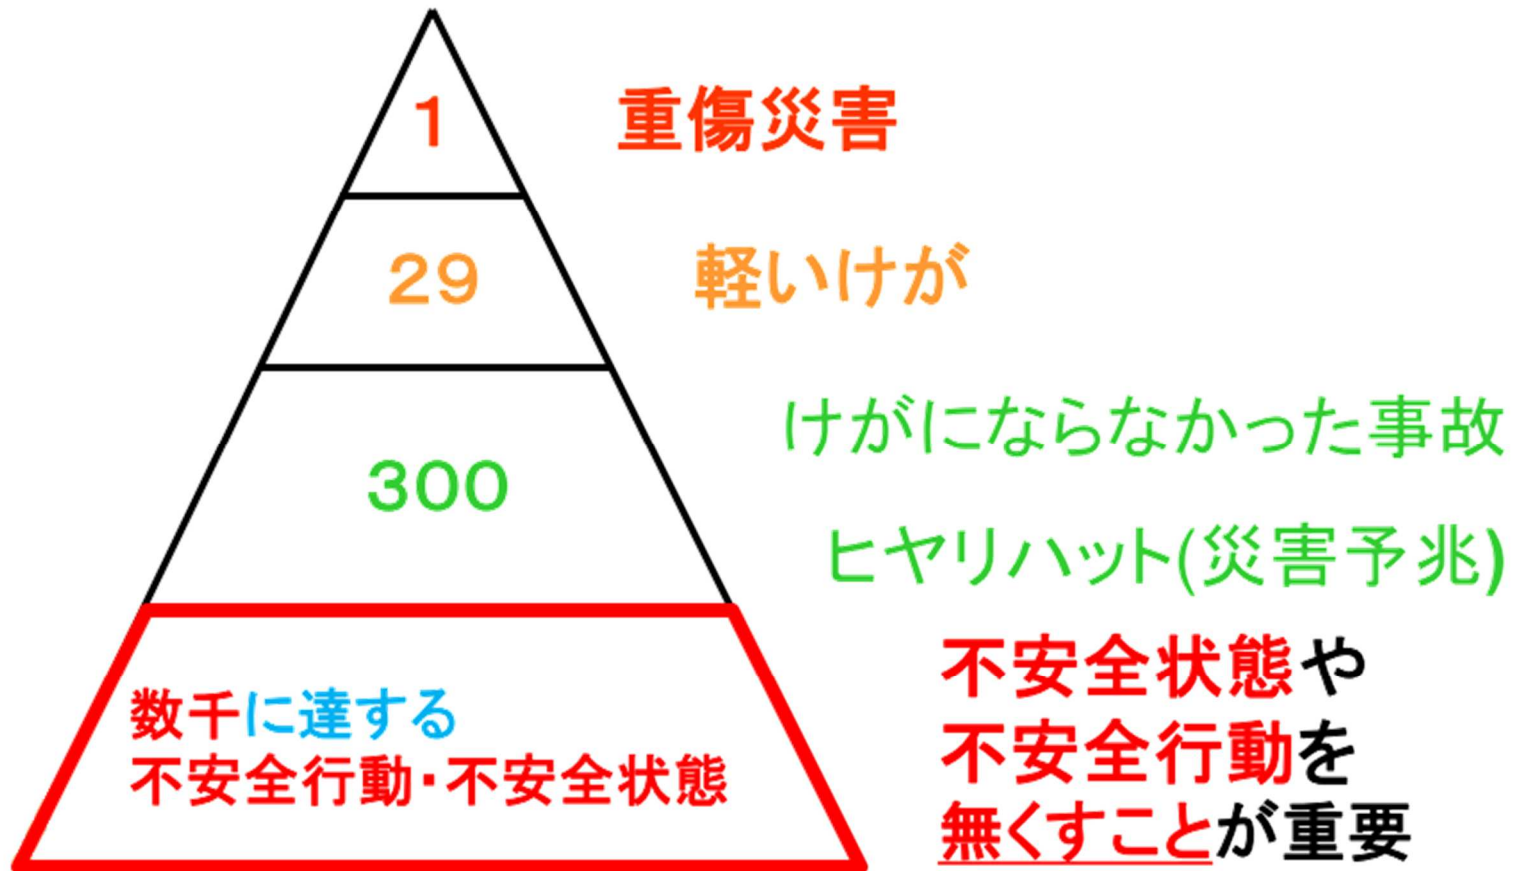 1
重傷災害
29
軽いけが
300
けがにならなかった事故
ヒヤリハット(災害予兆)
数千に達する
不安全行動・不安全状態
不安全状態や
不安全行動を
無くすことが重要